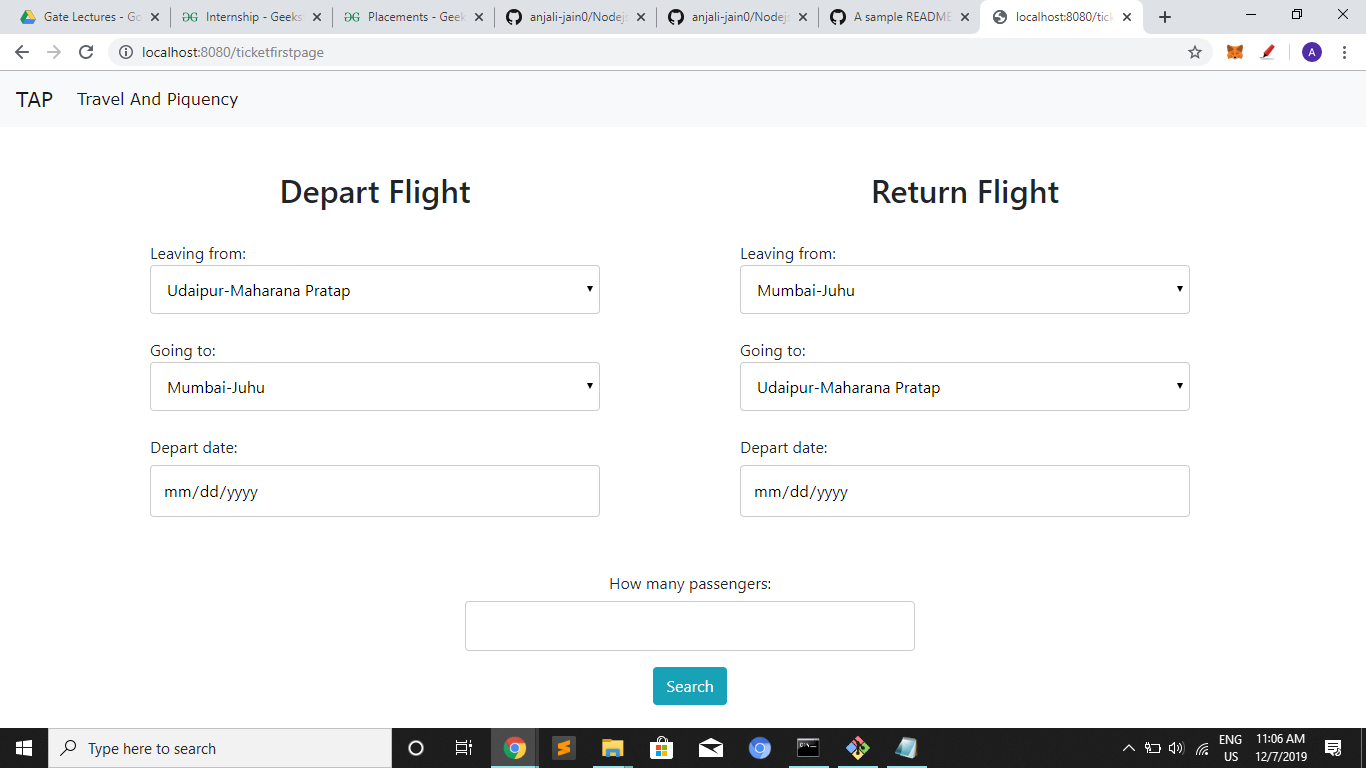 Gate Lectures - Go
Internship - Geeks
Placements - Geek
anjali-jain0/Nodejs
anjali-jain0/Nodejs
A sample README
localhost:8080/tick
localhost:8080/ticketfirstpage
A
TAP Travel And Piquency
Depart Flight
Leaving from:
Udaipur-Maharana Pratap
Going to:
Mumbai-Juhu
Depart date:
mm/dd/yyyy
Return Flight
Leaving from:
Mumbai-Juhu
Going to:
Udaipur-Maharana Pratap
Depart date:
mm/dd/yyyy
How many passengers:
Search
Type here to search
ENG
US
11:06 AM
12/7/2019